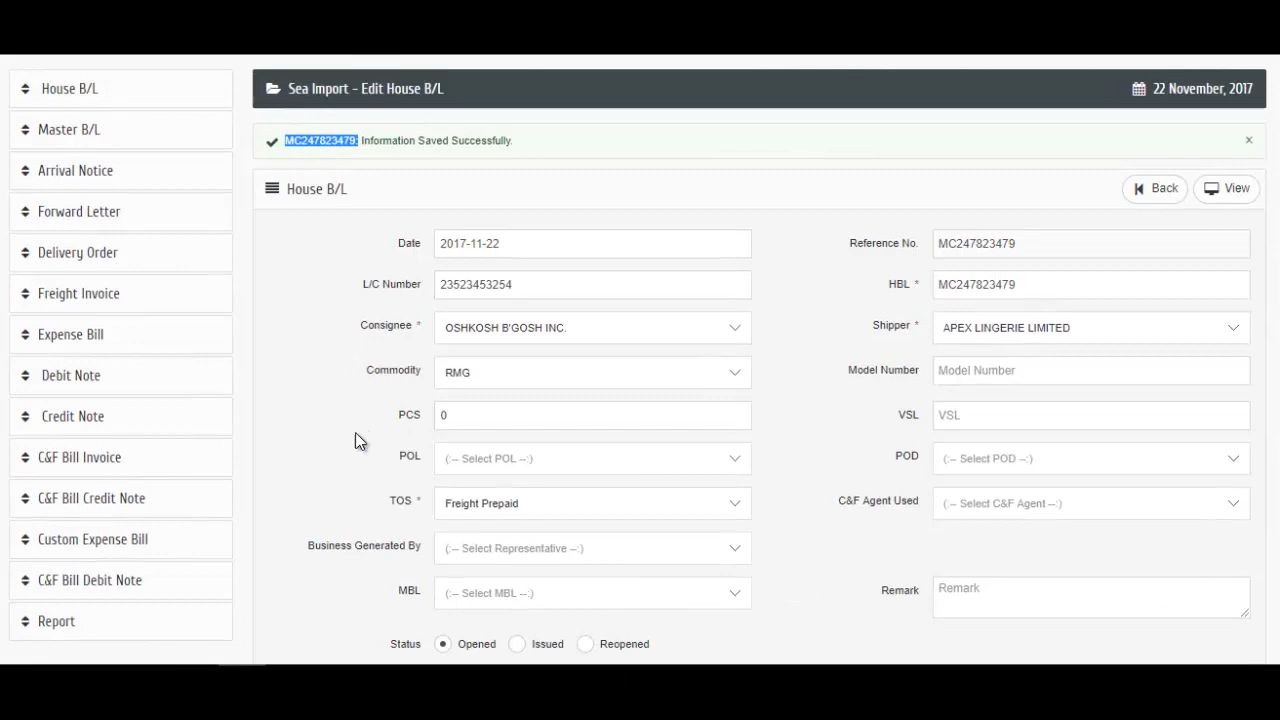 House B/L
Master B/L
Arrival Notice
Forward Letter
Delivery Order
Freight Invoice
Expense Bill
Debit Note
Credit Note
C&F Bill Invoice
C&F Bill Credit Note
Custom Expense Bill
C&F Bill Debit Note
Report
Sea Import - Edit House B/L 22 November, 2017
MC247823479: Information Saved Successfully. ×
House B/L Back View
Date 2017-11-22 Reference No. MC247823479
L/C Number 23523453254 HBL * MC247823479
Consignee * OSHKOSH B'GOSH INC. Shipper * APEX LINGERIE LIMITED
Commodity RMG Model Number Model Number
PCS 0 VSL VSL
POL (:-- Select POL --:) POD (:-- Select POD --:)
TOS * Freight Prepaid C&F Agent Used (:-- Select C&F Agent --:)
Business Generated By (:-- Select Representative --:)
MBL (:-- Select MBL --:) Remark Remark
Status Opened Issued Reopened